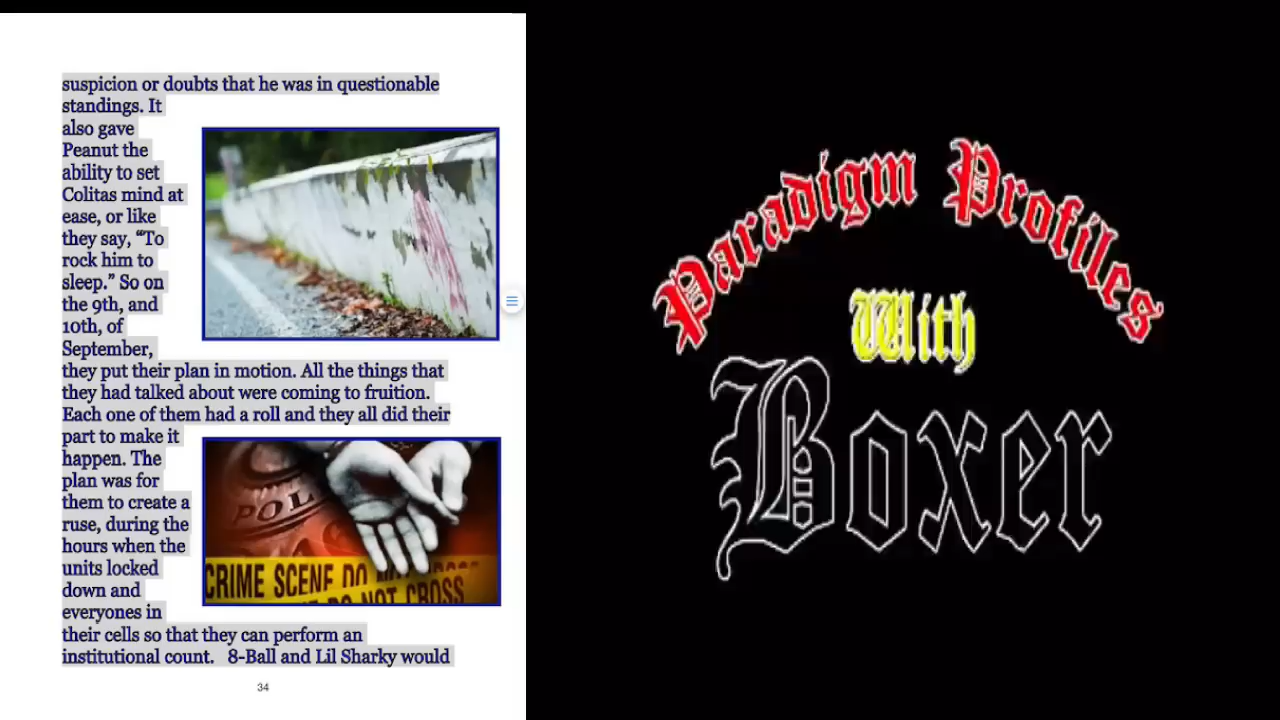 suspicion or doubts that he was in questionable
standings. It
also gave
Peanut the
ability to set
Colitas mind at
ease, or like
they say, “To
rock him to
sleep.” So on
the 9th, and
10th, of
September,
they put their plan in motion. All the things that
they had talked about were coming to fruition.
Each one of them had a roll and they all did their
part to make it
happen. The
plan was for
them to create a
ruse, during the
hours when the
units locked
down and
everyones in
their cells so that they can perform an
institutional count. 8-Ball and Lil Sharky would
34
POL
CRIME SCENE DO NOT CROSS
DO NOT CROSS
Paradigm Profiles
With
Boxer